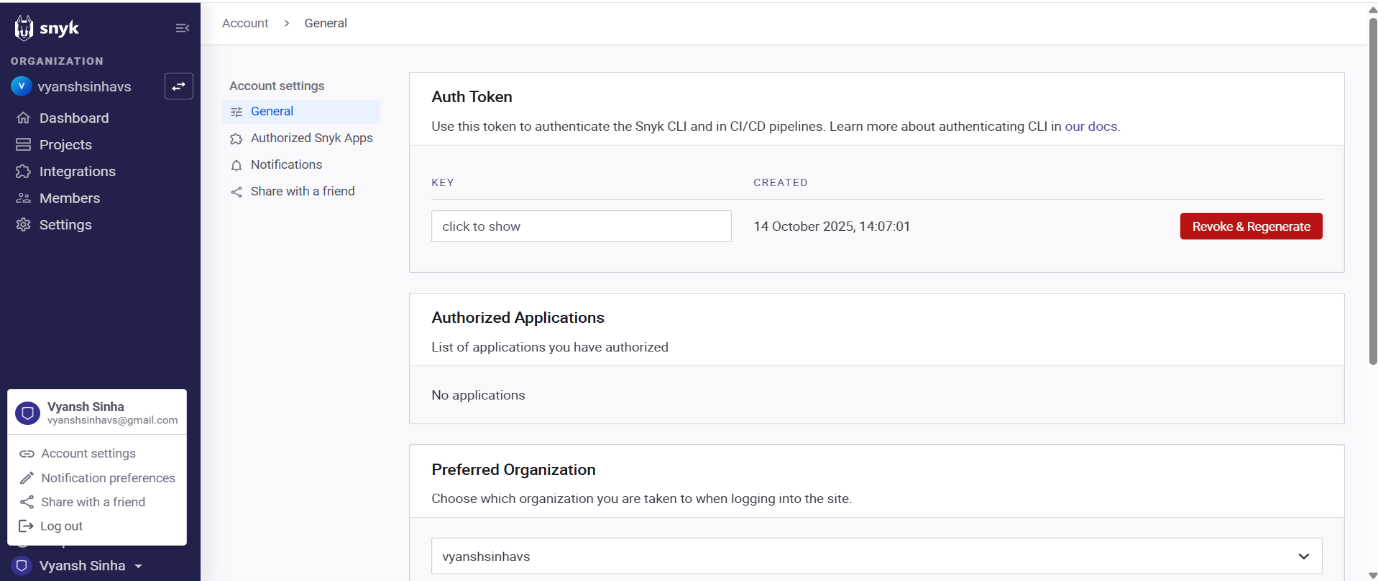 snyk
ORGANIZATION
v vyanshsinhavs
Dashboard
Projects
Integrations
Members
Settings
Vyansh Sinha
vyanshsinhavs@gmail.com
Account settings
Notification preferences
Share with a friend
Log out
Vyansh Sinha
Account > General
Account settings
General
Authorized Snyk Apps
Notifications
Share with a friend
Auth Token
Use this token to authenticate the Snyk CLI and in CI/CD pipelines. Learn more about authenticating CLI in our docs.
KEY CREATED
click to show 14 October 2025, 14:07:01 Revoke & Regenerate
Authorized Applications
List of applications you have authorized
No applications
Preferred Organization
Choose which organization you are taken to when logging into the site.
vyanshsinhavs